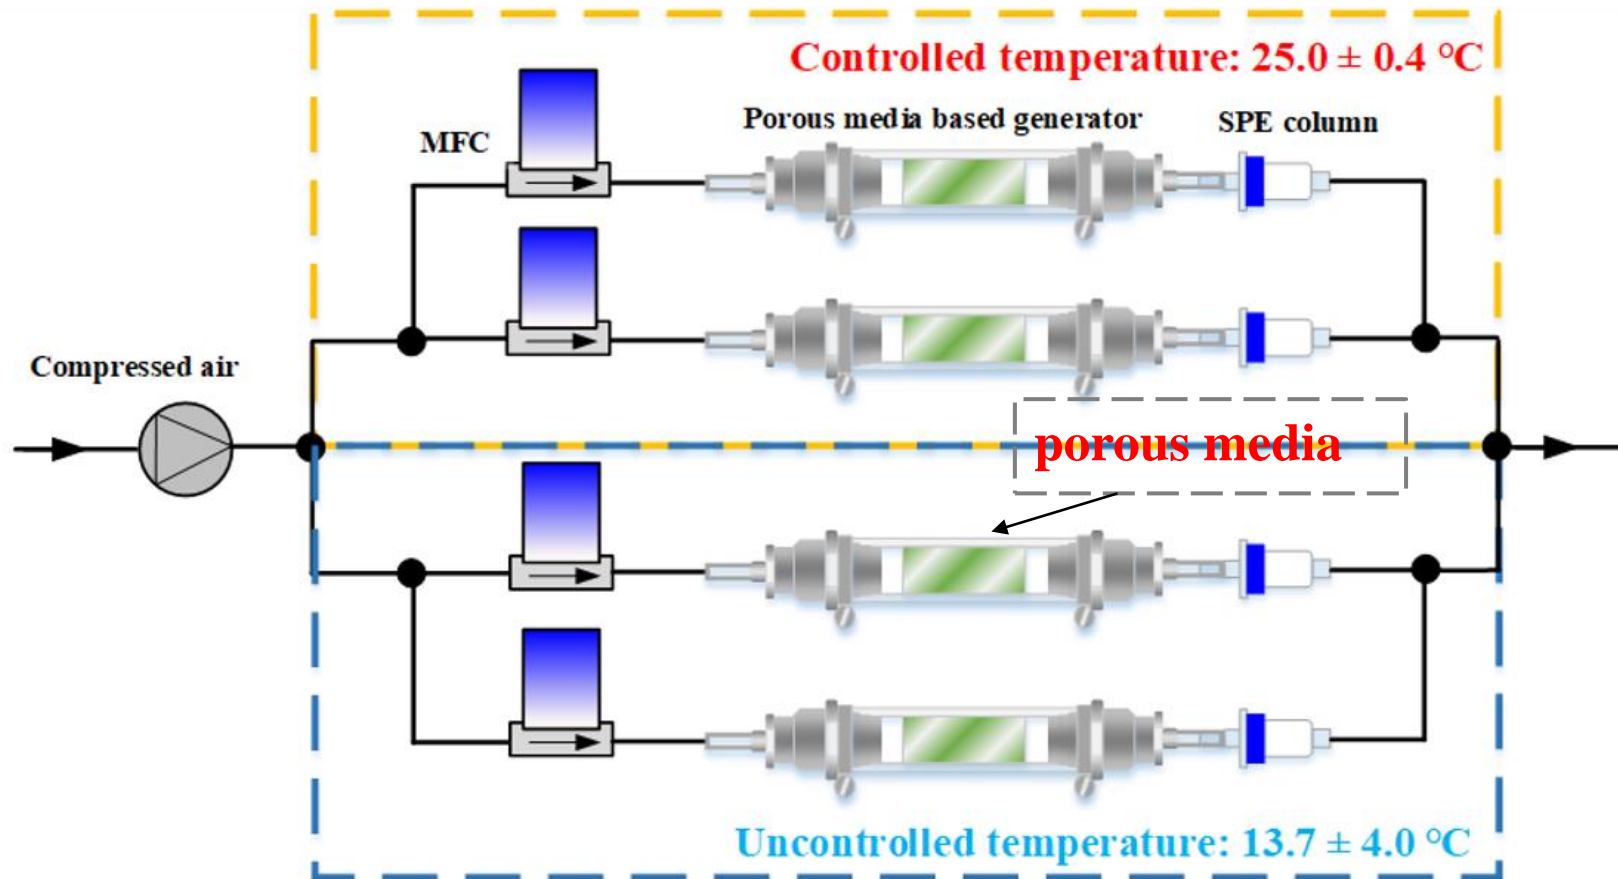 Controlled temperature: 25.0 ± 0.4 °C
Porous media based generator
SPE column
MFC
Compressed air
porous media
Uncontrolled temperature: 13.7 ± 4.0 °C